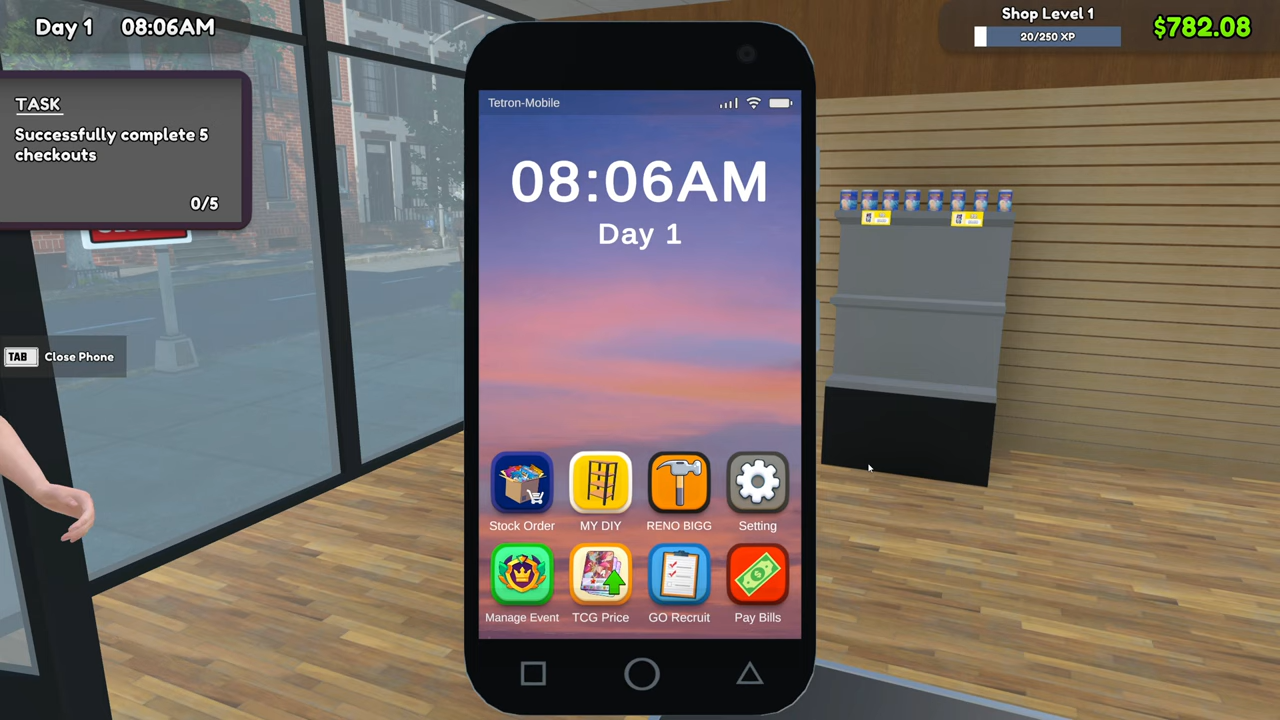 Day 1 08:06AM
Shop Level 1
20/250 XP
$782.08
TASK
Successfully complete 5
checkouts
0/5
TAB Close Phone
Tetron-Mobile
08:06AM
Day 1
Stock Order
MY DIY
RENO BIGG
Setting
Manage Event
TCG Price
GO Recruit
Pay Bills